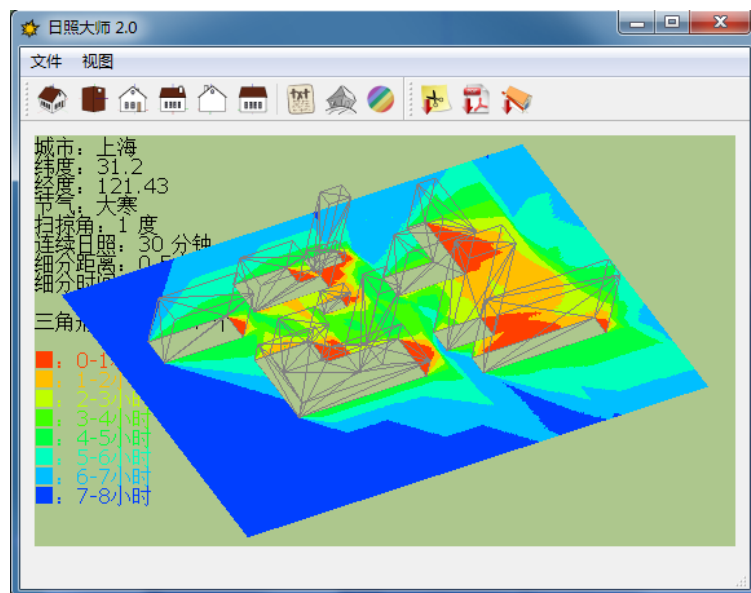 日照大师 2.0
文件 视图
城市: 上海
纬度: 31.2
经度: 121.43
节气: 大寒
扫掠角: 1 度
连续日照: 30 分钟
细分距离: 0.5
细分时间
三角形
: 0-1
: 1-2小
: 2-3小时
: 3-4小时
: 4-5小时
: 5-6小时
: 6-7小时
: 7-8小时